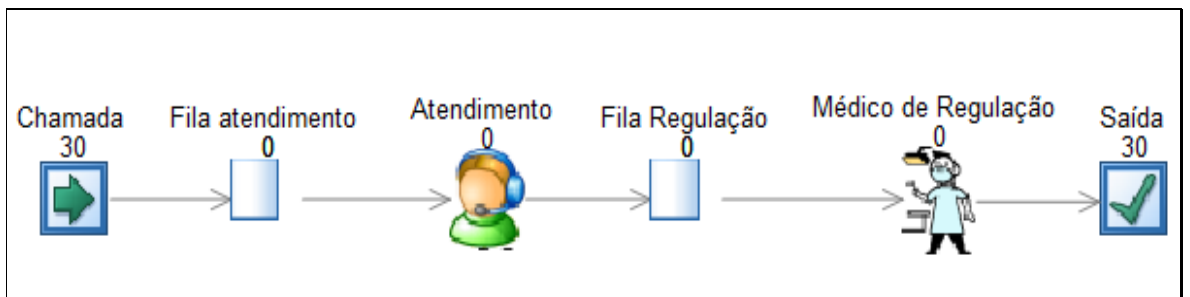 Chamada
30
Fila atendimento
0
Atendimento
0
Fila Regulação
0
Médico de Regulação
0
Saída
30